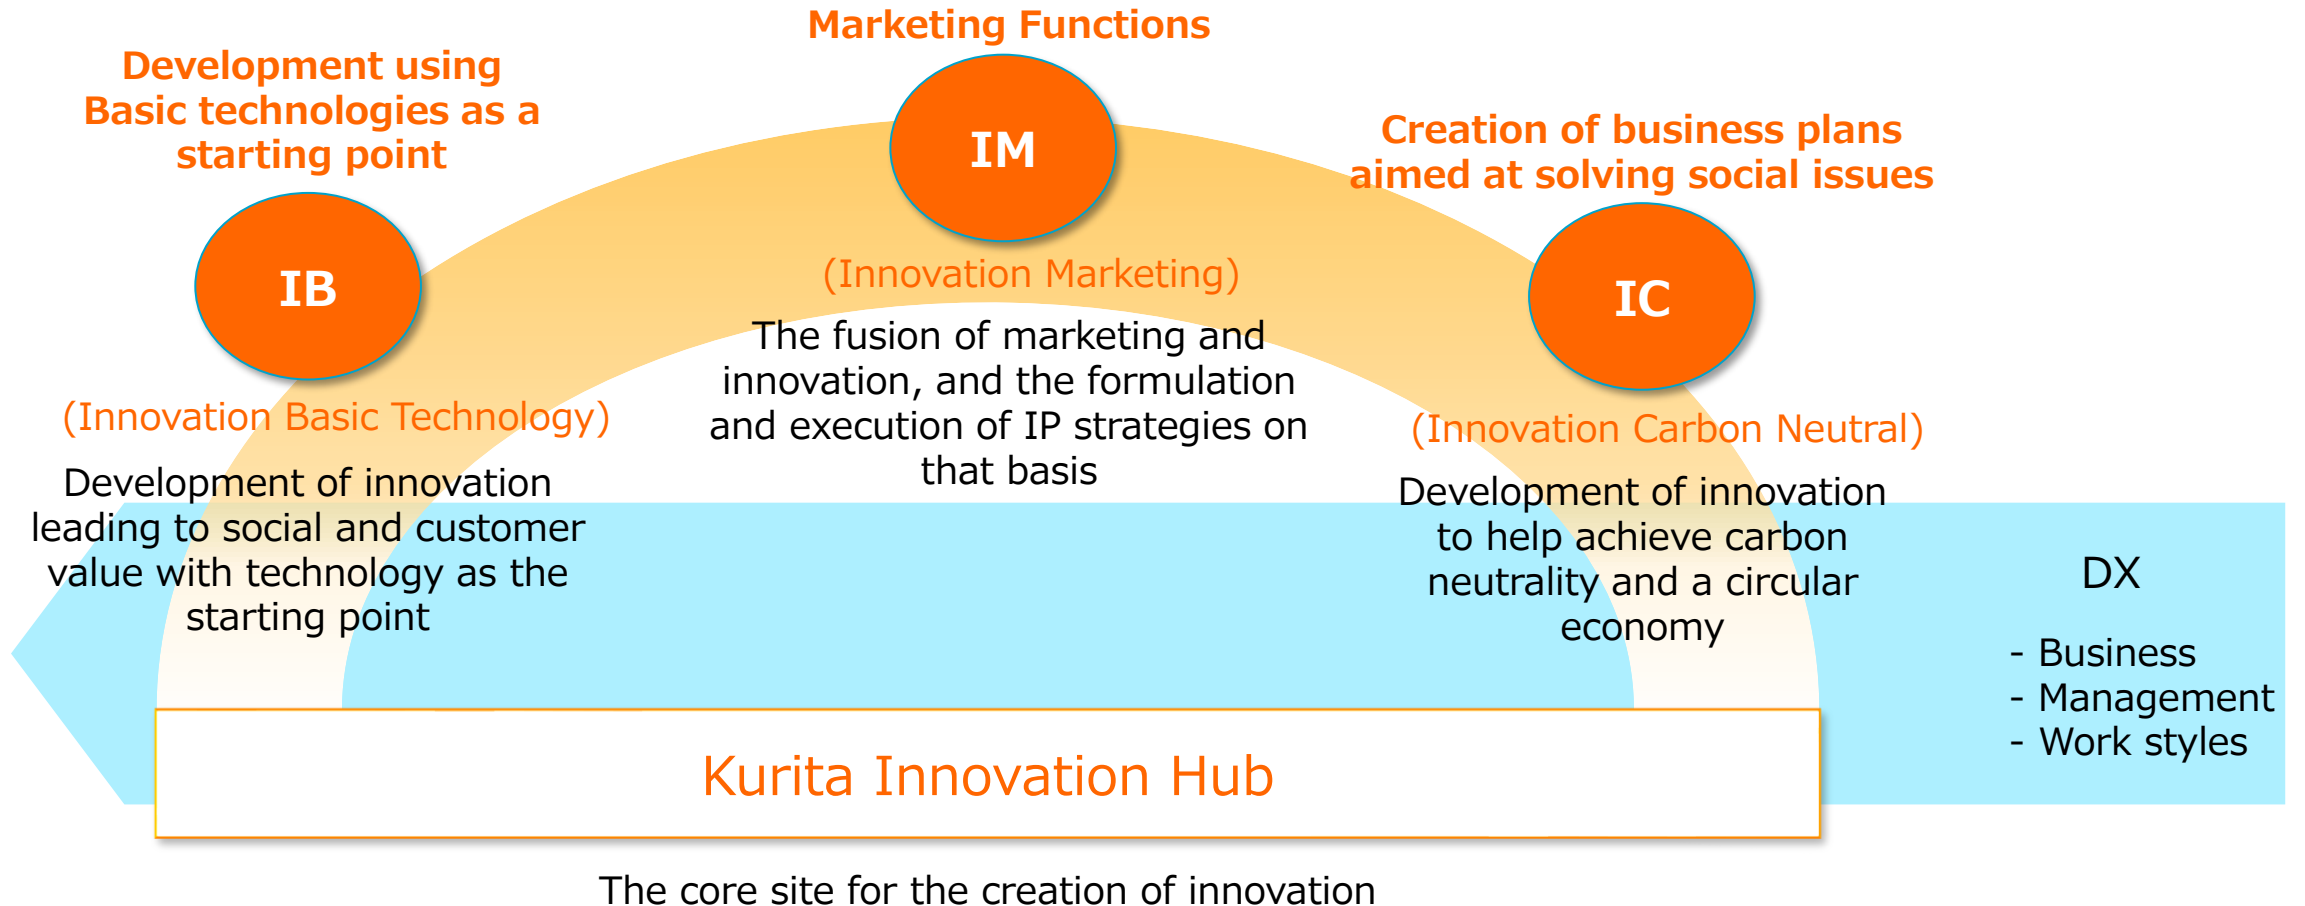 Marketing Functions
Development using
Basic technologies as a
starting point
IM
Creation of business plans
aimed at solving social issues
IB
(Innovation Marketing)
IC
The fusion of marketing and
innovation, and the formulation
and execution of IP strategies on
that basis
(Innovation Basic Technology)
Development of innovation
leading to social and customer
value with technology as the
starting point
(Innovation Carbon Neutral)
Development of innovation
to help achieve carbon
neutrality and a circular
economy
DX
- Business
- Management
- Work styles
Kurita Innovation Hub
The core site for the creation of innovation